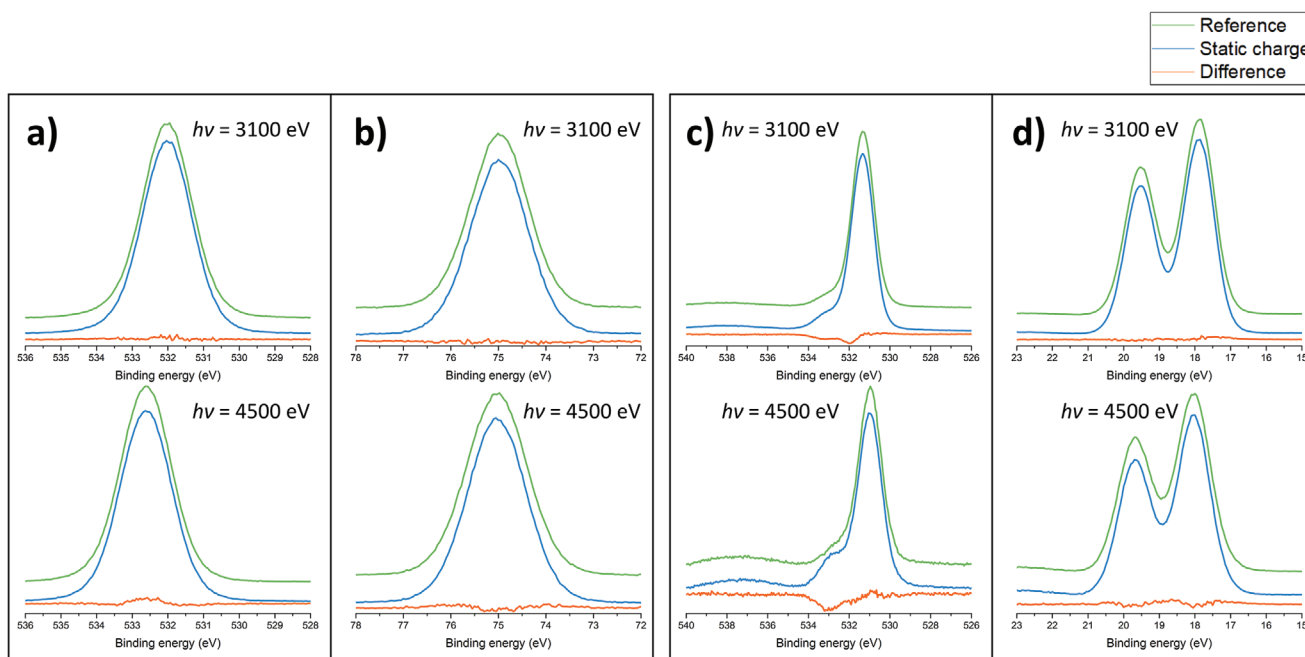 Reference
Static charge
Difference
a)
hν = 3100 eV
536 535 534 533 532 531 530 529 528
Binding energy (eV)
b)
hν = 3100 eV
78 77 76 75 74 73 72
Binding energy (eV)
c)
hν = 3100 eV
540 538 536 534 532 530 528 526
Binding energy (eV)
d)
hν = 3100 eV
23 22 21 20 19 18 17 16 15
Binding energy (eV)
hν = 4500 eV
536 535 534 533 532 531 530 529 528
Binding energy (eV)
hν = 4500 eV
78 77 76 75 74 73 72
Binding energy (eV)
hν = 4500 eV
540 538 536 534 532 530 528 526
Binding energy (eV)
hν = 4500 eV
23 22 21 20 19 18 17 16 15
Binding energy (eV)